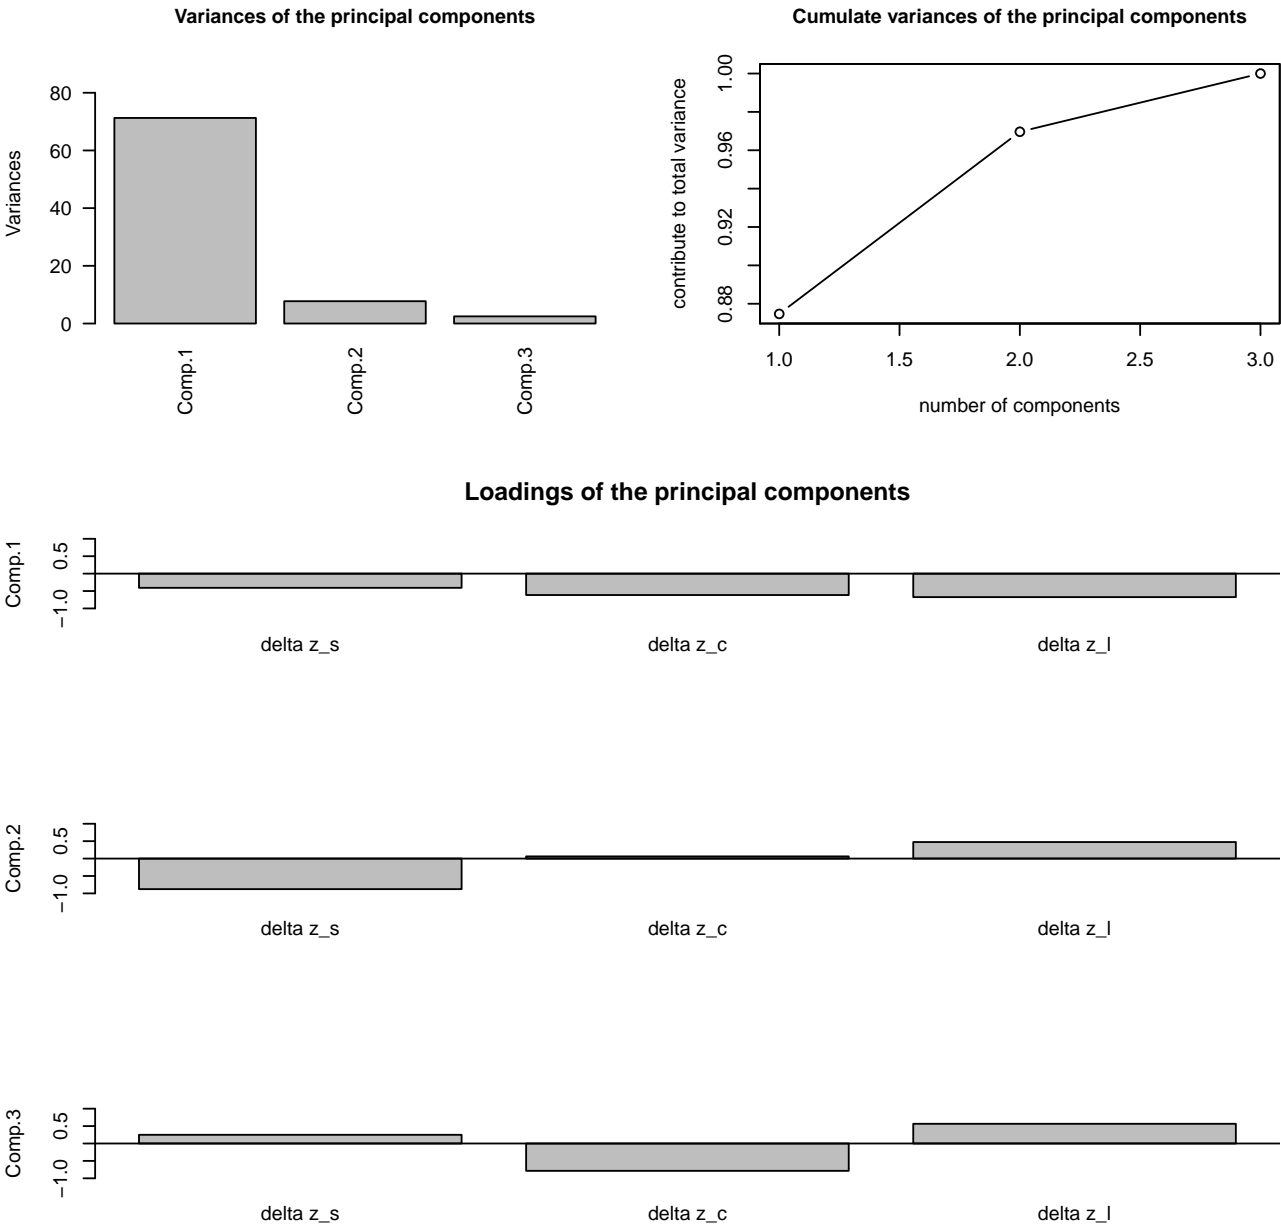 Variances of the principal components
Variances
0
20
40
60
80
Comp.1
Comp.2
Comp.3
Cumulate variances of the principal components
contribute to total variance
0.88
0.92
0.96
1.00
1.0
1.5
2.0
2.5
3.0
number of components
Loadings of the principal components
Comp.1
−1.0
0.5
delta z_s
delta z_c
delta z_l
Comp.2
−1.0
0.5
delta z_s
delta z_c
delta z_l
Comp.3
−1.0
0.5
delta z_s
delta z_c
delta z_l